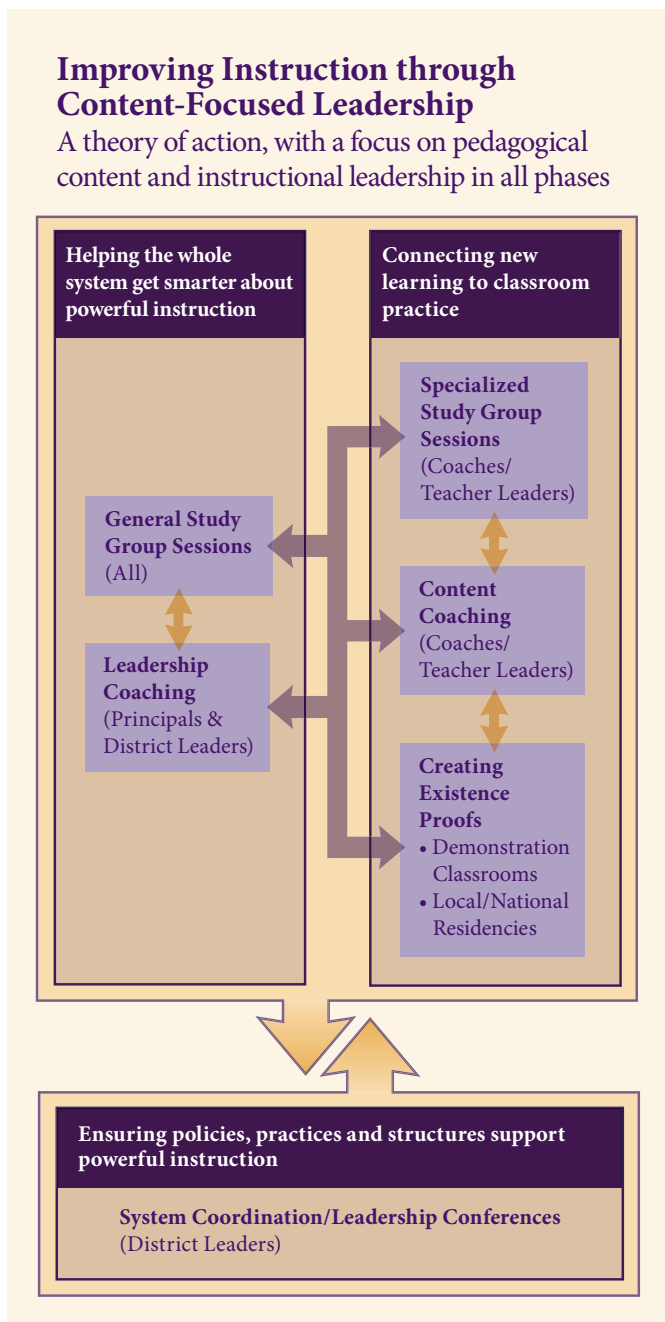 Improving Instruction through
Content-Focused Leadership
A theory of action, with a focus on pedagogical
content and instructional leadership in all phases
Helping the whole
system get smarter about
powerful instruction
General Study
Group Sessions
(All)
Leadership
Coaching
(Principals &
District Leaders)
Connecting new
learning to classroom
practice
Specialized
Study Group
Sessions
(Coaches/
Teacher Leaders)
Content
Coaching
(Coaches/
Teacher Leaders)
Creating
Existence
Proofs
• Demonstration
Classrooms
• Local/National
Residencies
Ensuring policies, practices and structures support
powerful instruction
System Coordination/Leadership Conferences
(District Leaders)